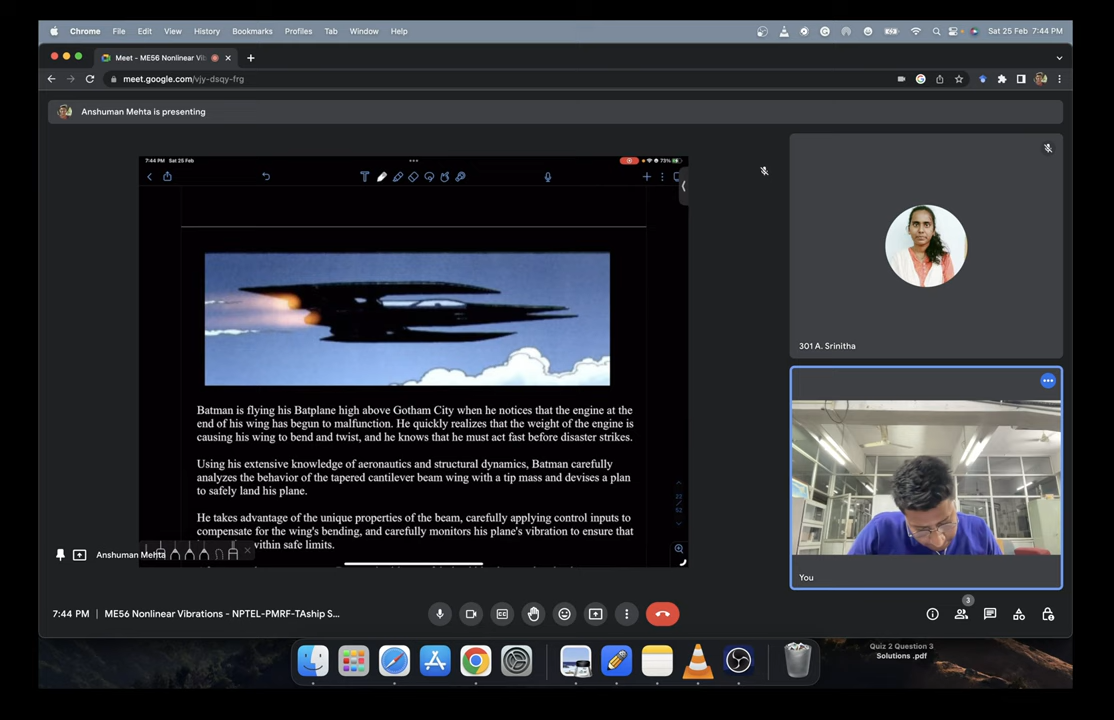 Chrome File Edit View History Bookmarks Profiles Tab Window Help
Sat 25 Feb 7:44 PM
Meet - ME56 Nonlinear Vib
meet.google.com/vjy-dsqy-frg
Anshuman Mehta is presenting
7:44 PM Sat 25 Feb
73%
Batman is flying his Batplane high above Gotham City when he notices that the engine at the
end of his wing has begun to malfunction. He quickly realizes that the weight of the engine is
causing his wing to bend and twist, and he knows that he must act fast before disaster strikes.
Using his extensive knowledge of aeronautics and structural dynamics, Batman carefully
analyzes the behavior of the tapered cantilever beam wing with a tip mass and devises a plan
to safely land his plane.
He takes advantage of the unique properties of the beam, carefully applying control inputs to
compensate for the wing's bending, and carefully monitors his plane's vibration to ensure that
within safe limits.
22
/
52
Anshuman Mehta
301 A. Srinitha
You
7:44 PM | ME56 Nonlinear Vibrations - NPTEL-PMRF-TAship S...
3
Quiz 2 Question 3
Solutions .pdf